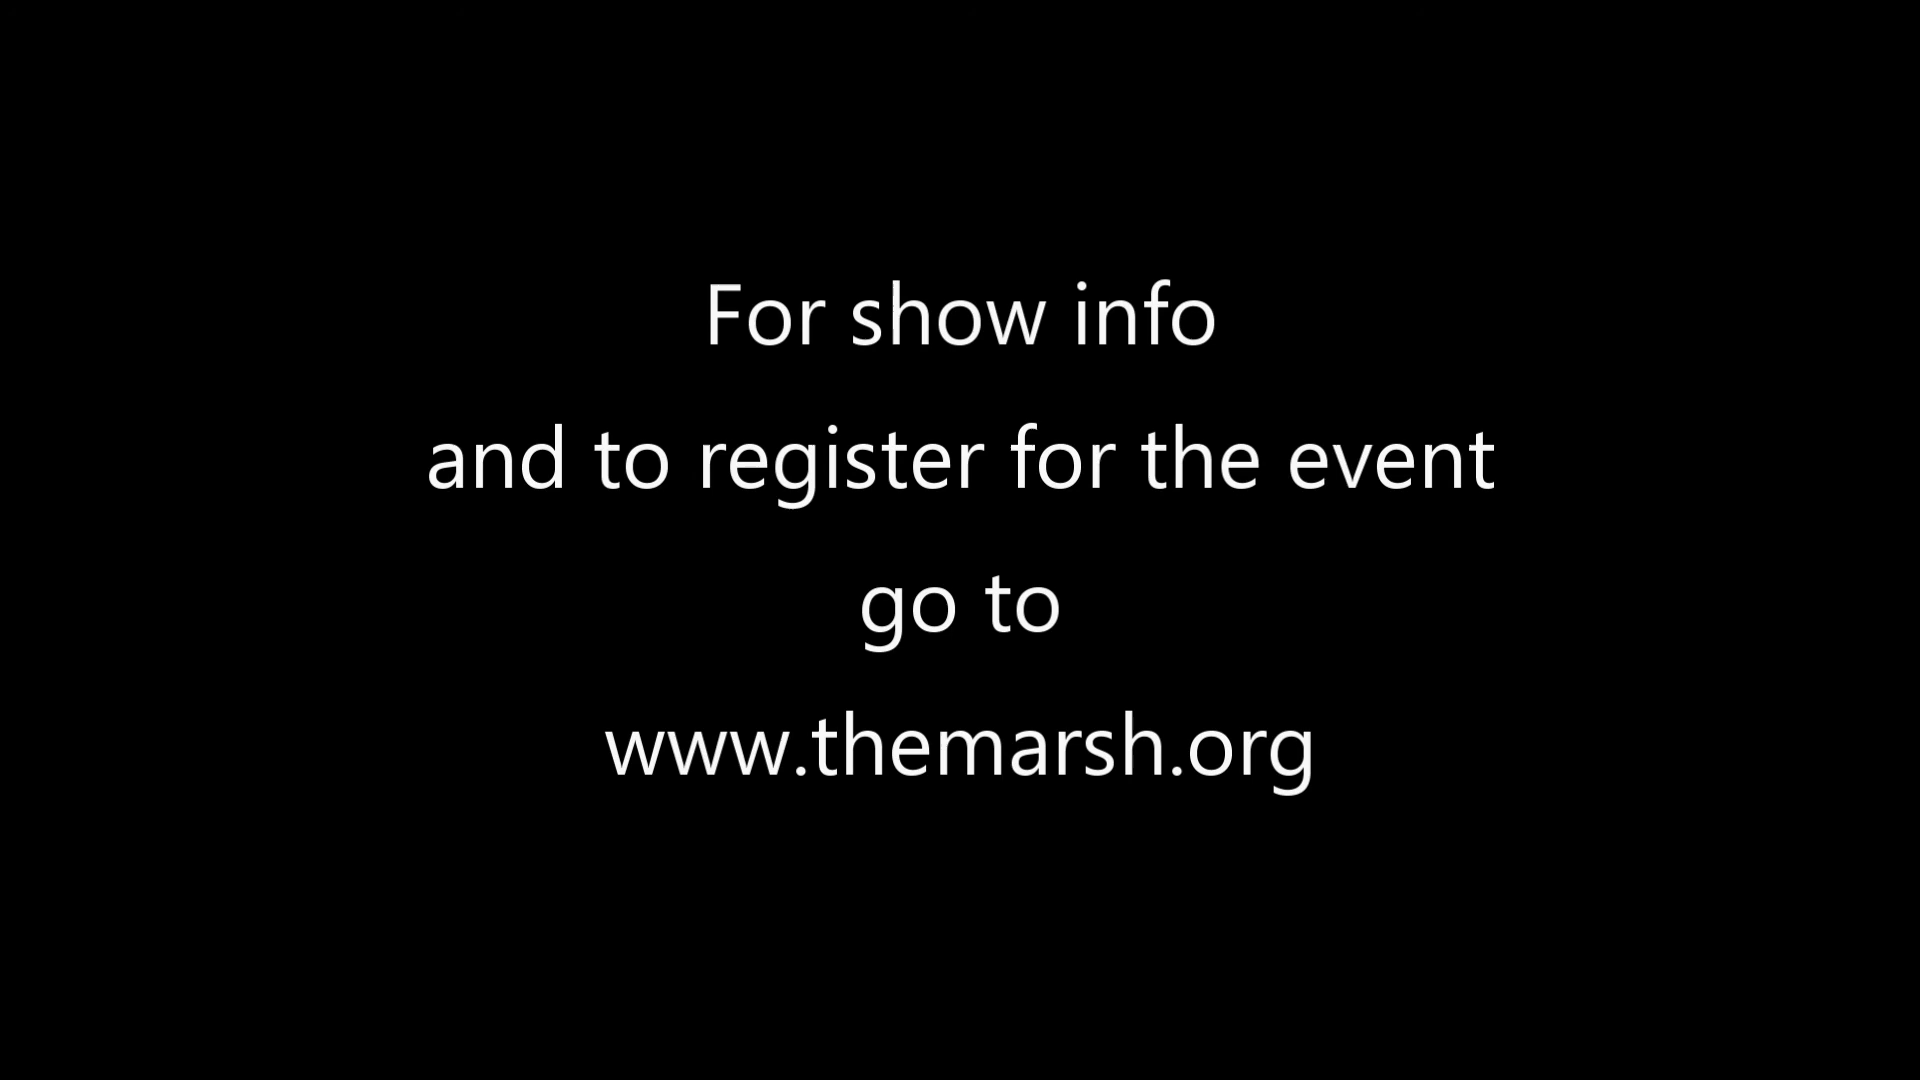 For show info
and to register for the event
go to
www.themarsh.org